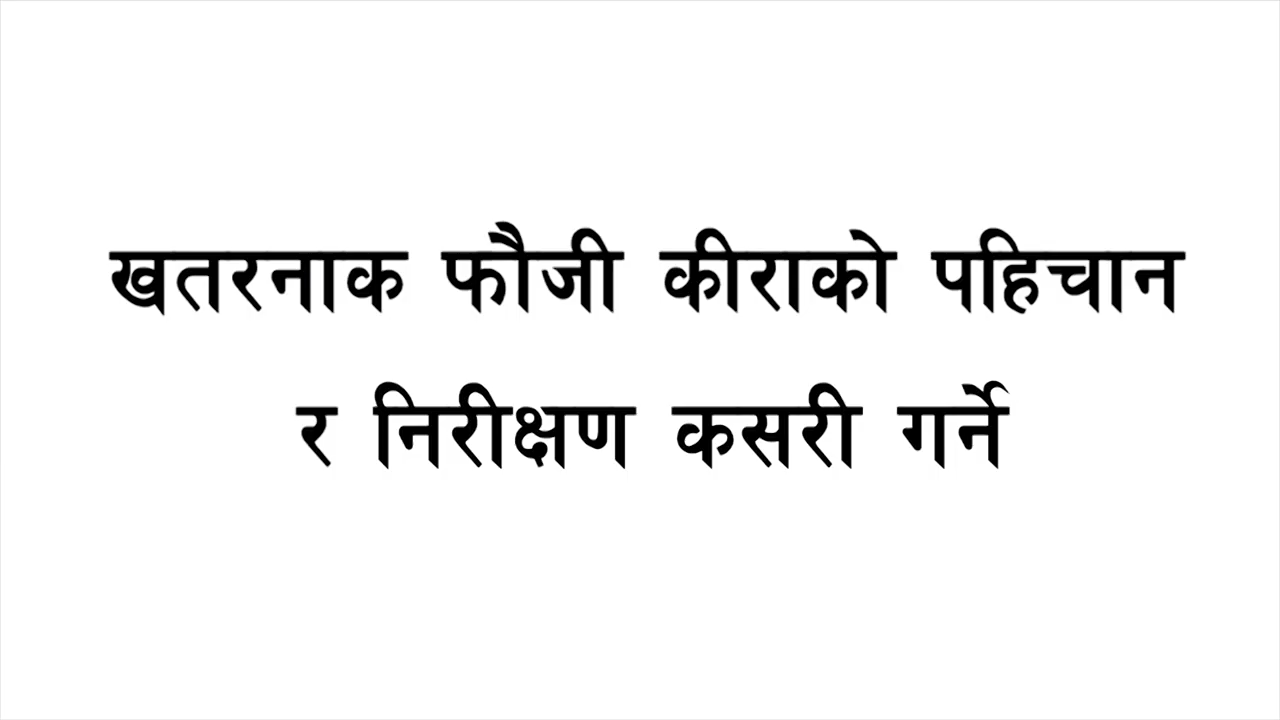 खतरनाक फौजी कीराको पहिचान
र निरीक्षण कसरी गर्ने